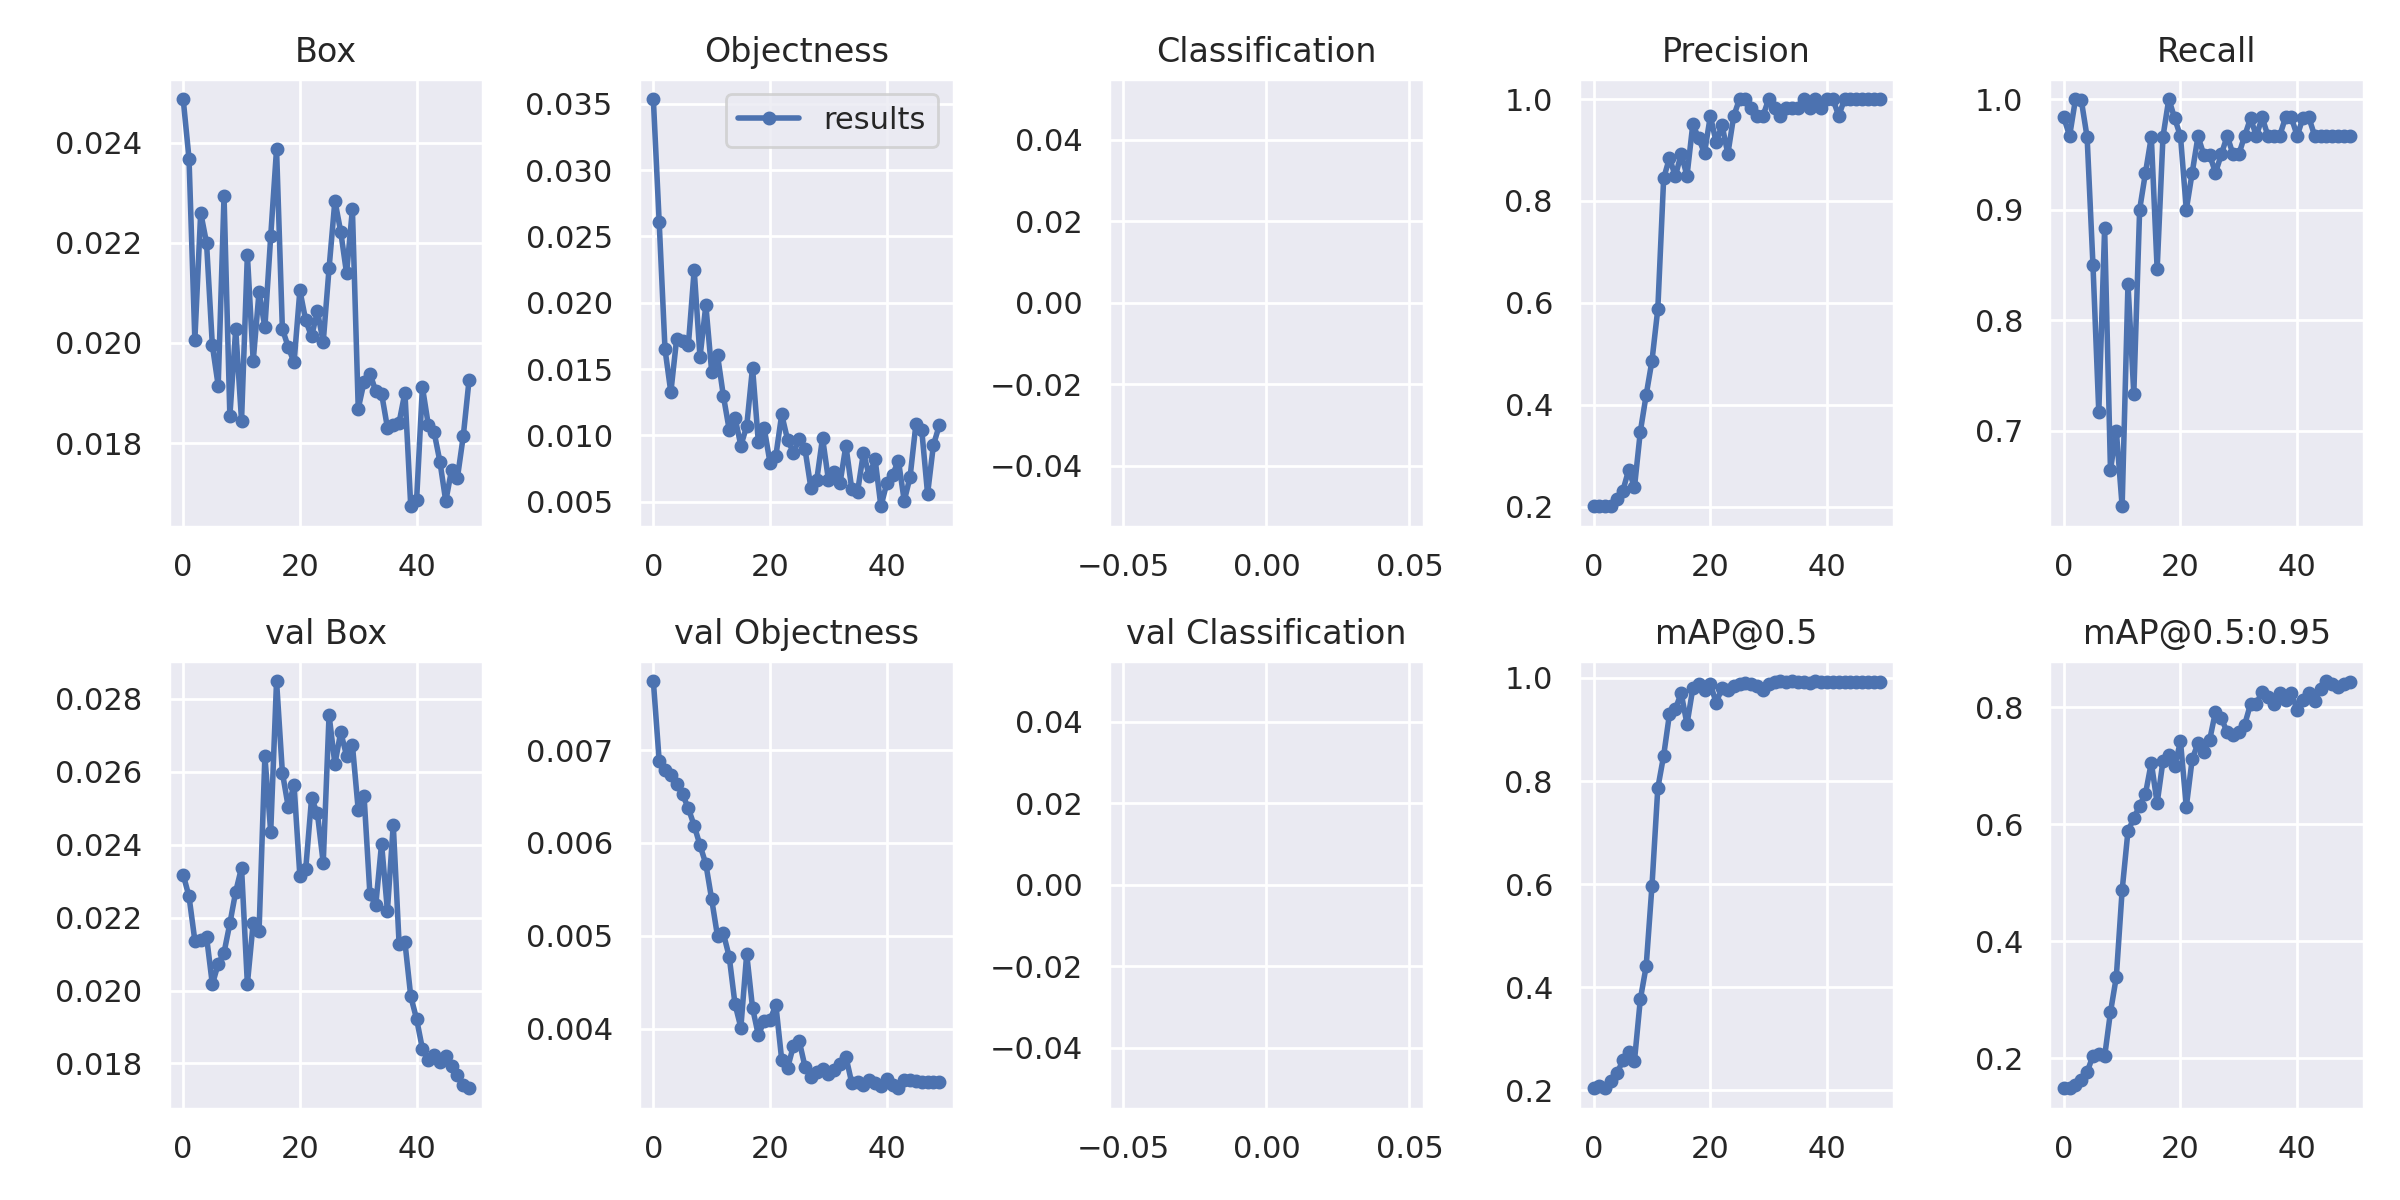 Box
Objectness
Classification
Precision
Recall
0.024
0.022
0.020
0.018
0 20 40
results
0.035
0.030
0.025
0.020
0.015
0.010
0.005
0 20 40
0.04
0.02
0.00
−0.02
−0.04
−0.05 0.00 0.05
1.0
0.8
0.6
0.4
0.2
0 20 40
1.0
0.9
0.8
0.7
0 20 40
val Box
val Objectness
val Classification
mAP@0.5
mAP@0.5:0.95
0.028
0.026
0.024
0.022
0.020
0.018
0 20 40
0.007
0.006
0.005
0.004
0 20 40
0.04
0.02
0.00
−0.02
−0.04
−0.05 0.00 0.05
1.0
0.8
0.6
0.4
0.2
0 20 40
0.8
0.6
0.4
0.2
0 20 40